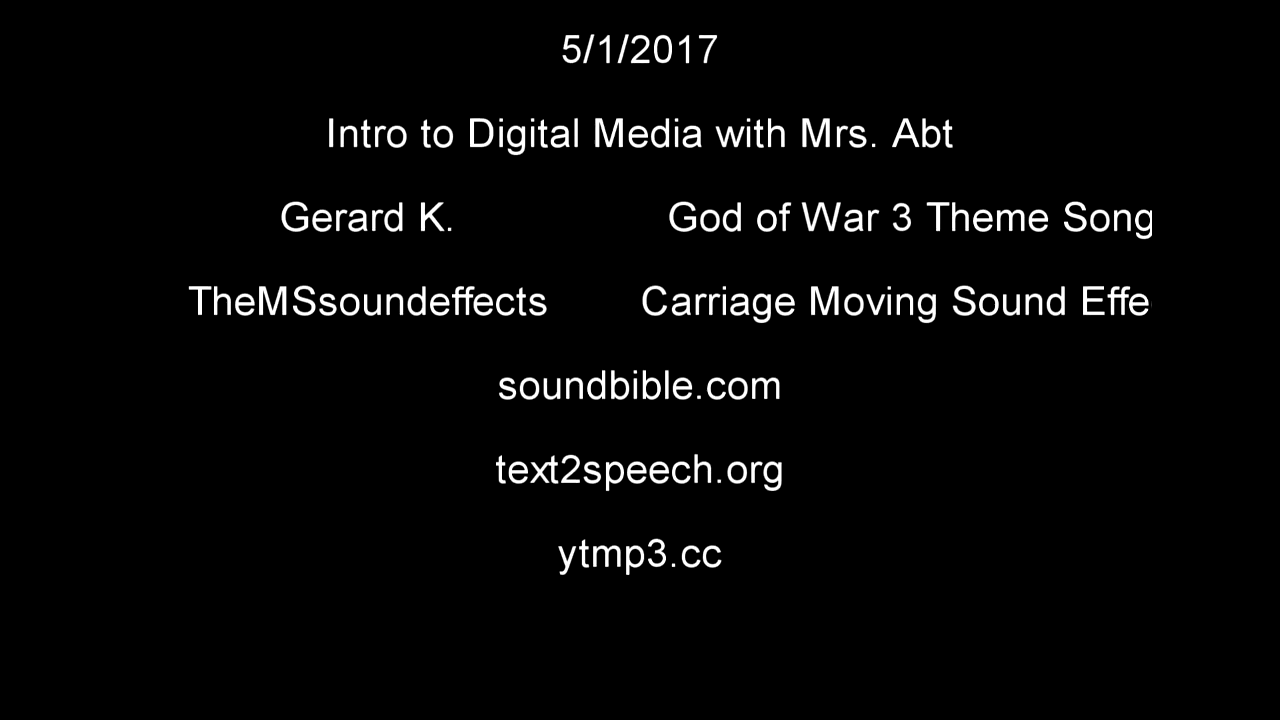 5/1/2017
Intro to Digital Media with Mrs. Abt
Gerard K. God of War 3 Theme Song
TheMSsoundeffects Carriage Moving Sound Effe
soundbible.com
text2speech.org
ytmp3.cc